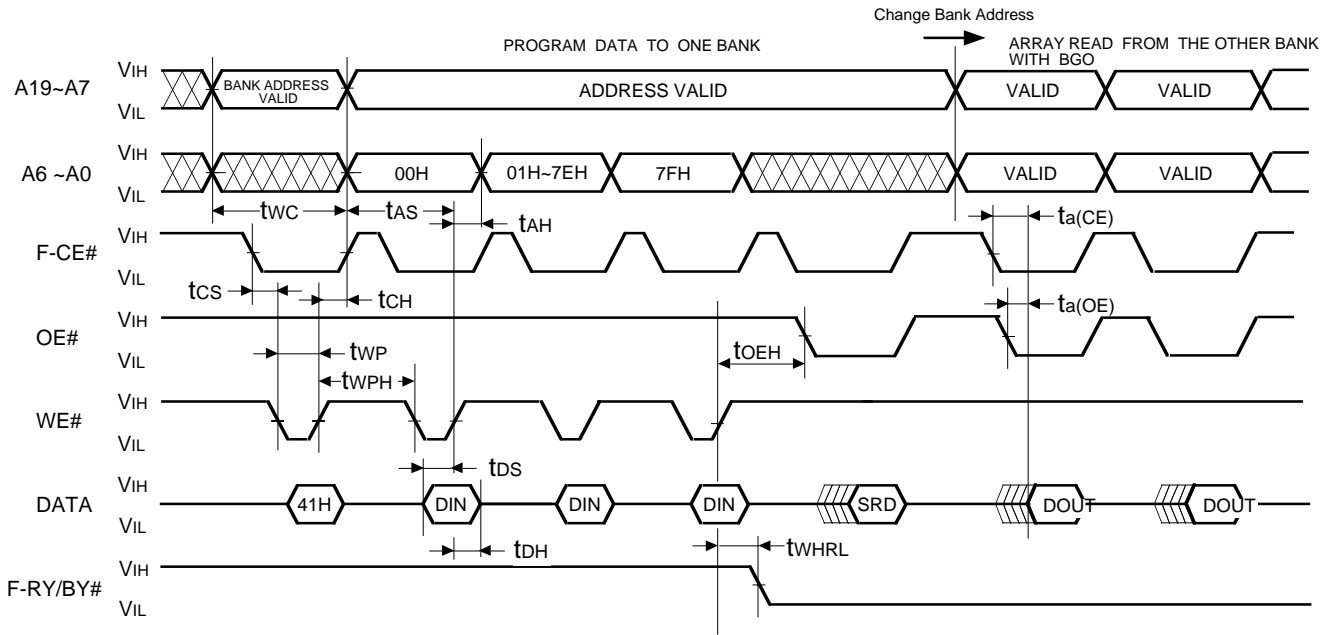 Change Bank Address
PROGRAM DATA TO ONE BANK
ARRAY READ FROM THE OTHER BANK
WITH BGO
A19~A7
VIH
VIL
BANK ADDRESS
VALID
ADDRESS VALID
VALID
VALID
A6 ~A0
VIH
VIL
00H
01H~7EH
7FH
VALID
VALID
tWC
tAS
tAH
ta(CE)
F-CE#
VIH
VIL
tCS
tCH
ta(OE)
OE#
VIH
VIL
tWP
tOEH
tWPH
WE#
VIH
VIL
tDS
DATA
VIH
VIL
41H
DIN
DIN
DIN
SRD
DOUT
DOUT
tDH
tWHRL
F-RY/BY#
VIH
VIL